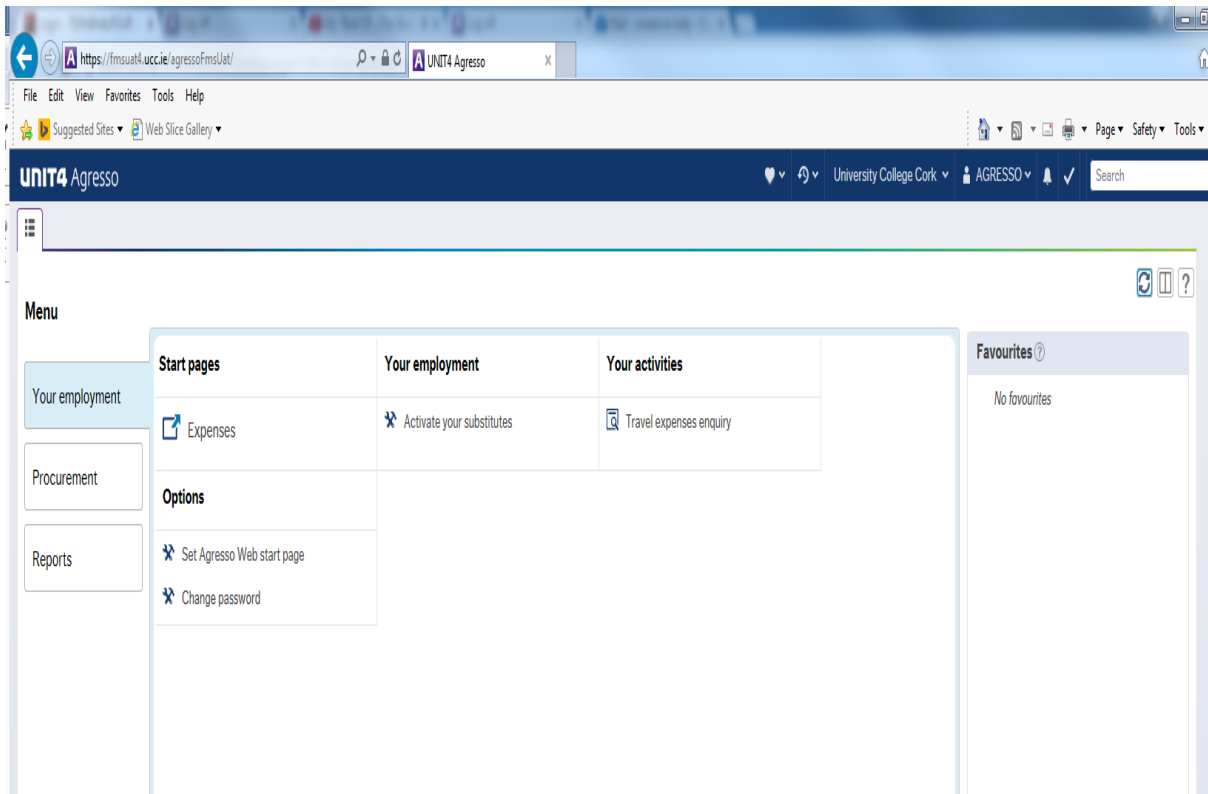 https://fmsuat4.ucc.ie/agressoFmsUat/
UNIT4 Agresso
File Edit View Favorites Tools Help
Suggested Sites Web Slice Gallery
Page Safety Tools
UNIT4 Agresso
University College Cork AGRESSO Search
Menu
Your employment
Procurement
Reports
Start pages
Expenses
Options
Set Agresso Web start page
Change password
Your employment
Activate your substitutes
Your activities
Travel expenses enquiry
Favourites
No favourites